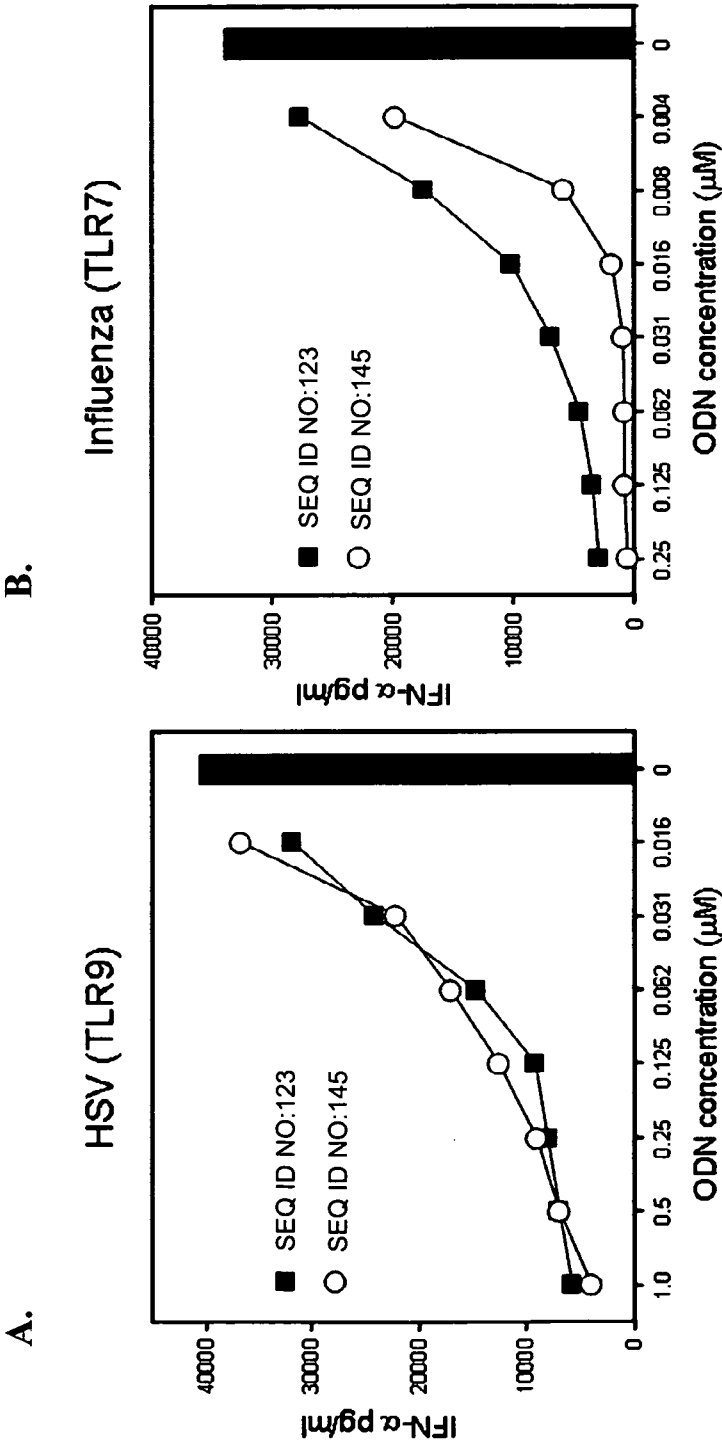 A.
HSV (TLR9)
IFN-α pg/ml
40000
30000
20000
10000
0
SEQ ID NO:123
SEQ ID NO:145
1.0 0.5 0.25 0.125 0.062 0.031 0.016 0
ODN concentration (μM)
B.
Influenza (TLR7)
IFN-α pg/ml
40000
30000
20000
10000
0
SEQ ID NO:123
SEQ ID NO:145
0.25 0.125 0.062 0.031 0.016 0.008 0.004 0
ODN concentration (μM)